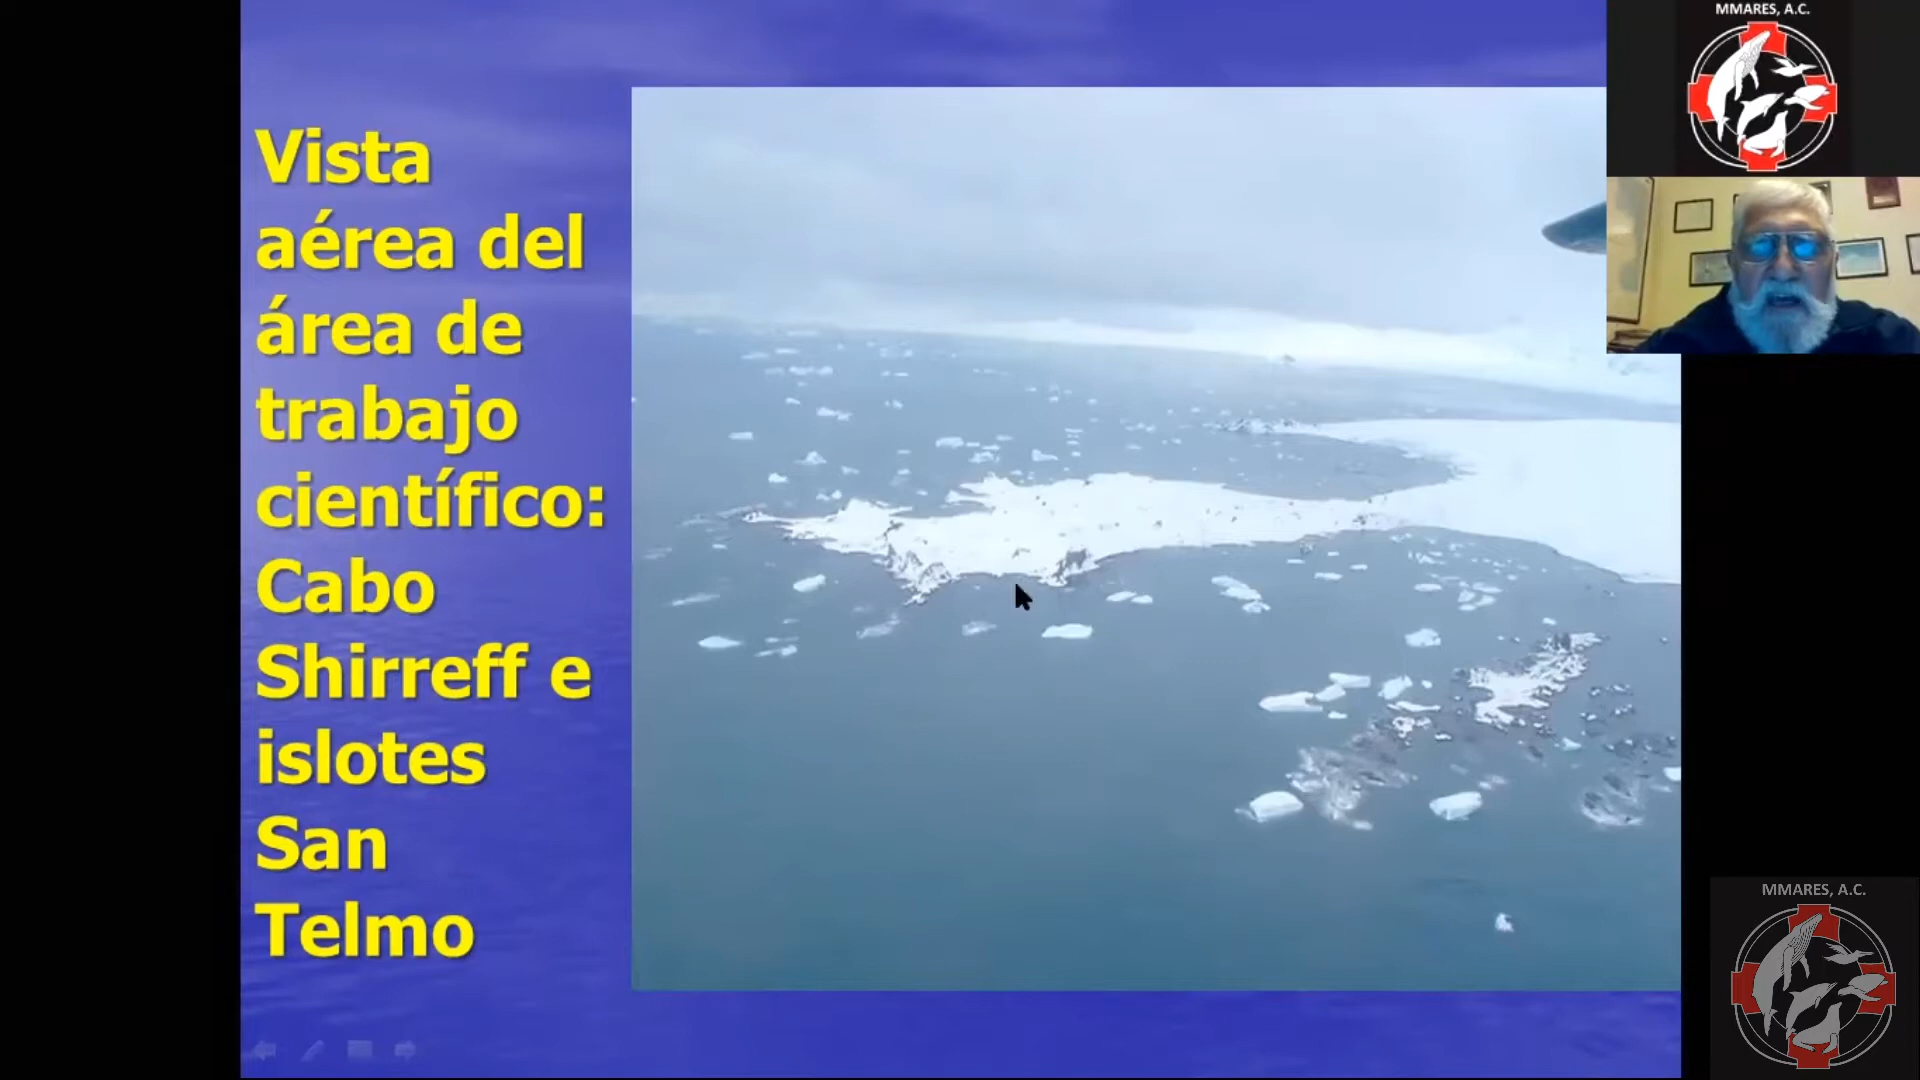 Vista
aérea del
área de
trabajo
científico:
Cabo
Shirreff e
islotes
San
Telmo
MMARES, A.C.
MMARES, A.C.